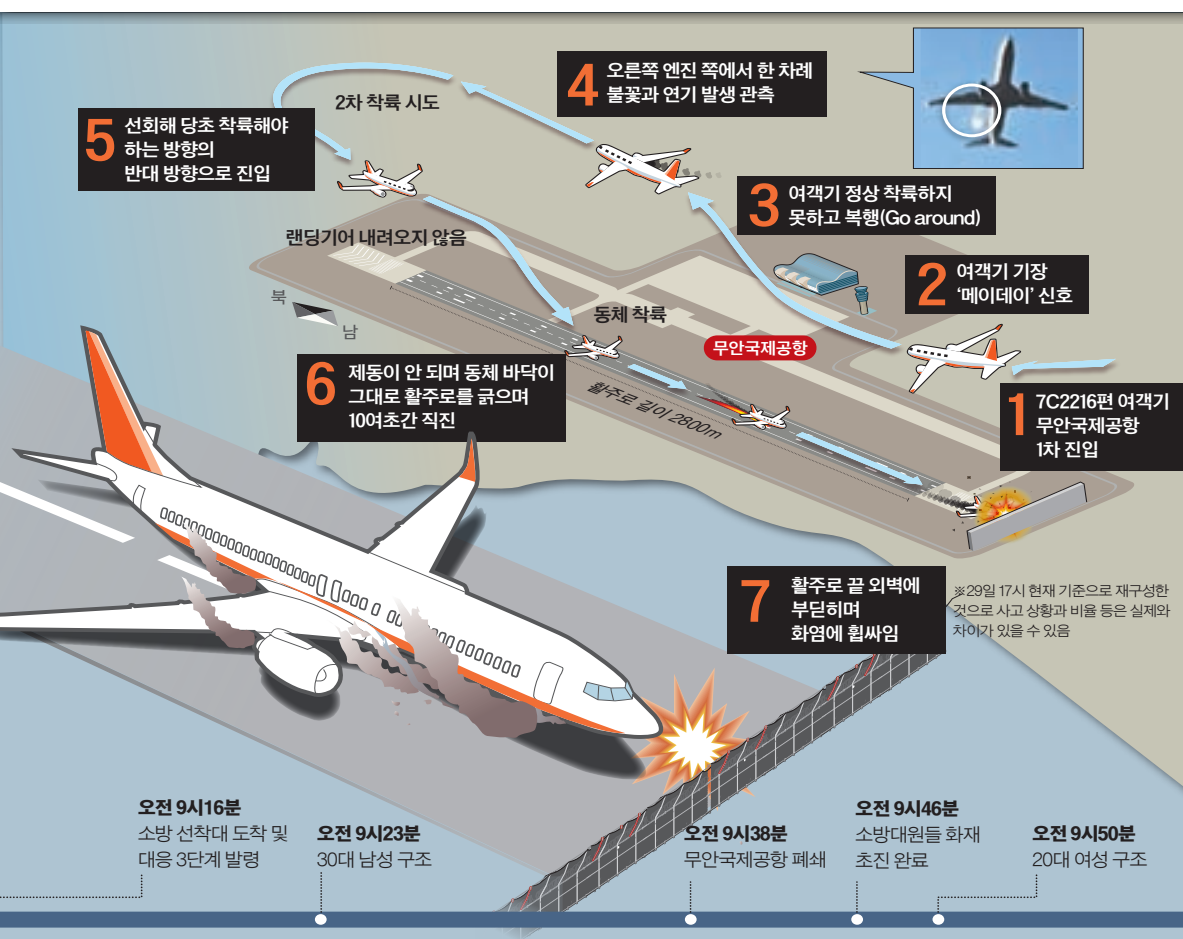 4
오른쪽 엔진 쪽에서 한 차례
불꽃과 연기 발생 관측
2차 착륙 시도
5
선회해 당초 착륙해야
하는 방향의
반대 방향으로 진입
3
여객기 정상 착륙하지
못하고 복행(Go around)
랜딩기어 내려오지 않음
2
여객기 기장
‘메이데이’ 신호
북
남
동체 착륙
무안국제공항
6
제동이 안 되며 동체 바닥이
그대로 활주로를 긁으며
10여초간 직진
활주로 길이 2800m
1
7C2216편 여객기
무안국제공항
1차 진입
7
활주로 끝 외벽에
부딛히며
화염에 휩싸임
※29일 17시 현재 기준으로 재구성한
것으로 사고 상황과 비율 등은 실제와
차이가 있을 수 있음
오전 9시16분
소방 선착대 도착 및
대응 3단계 발령
오전 9시23분
30대 남성 구조
오전 9시38분
무안국제공항 폐쇄
오전 9시46분
소방대원들 화재
초진 완료
오전 9시50분
20대 여성 구조